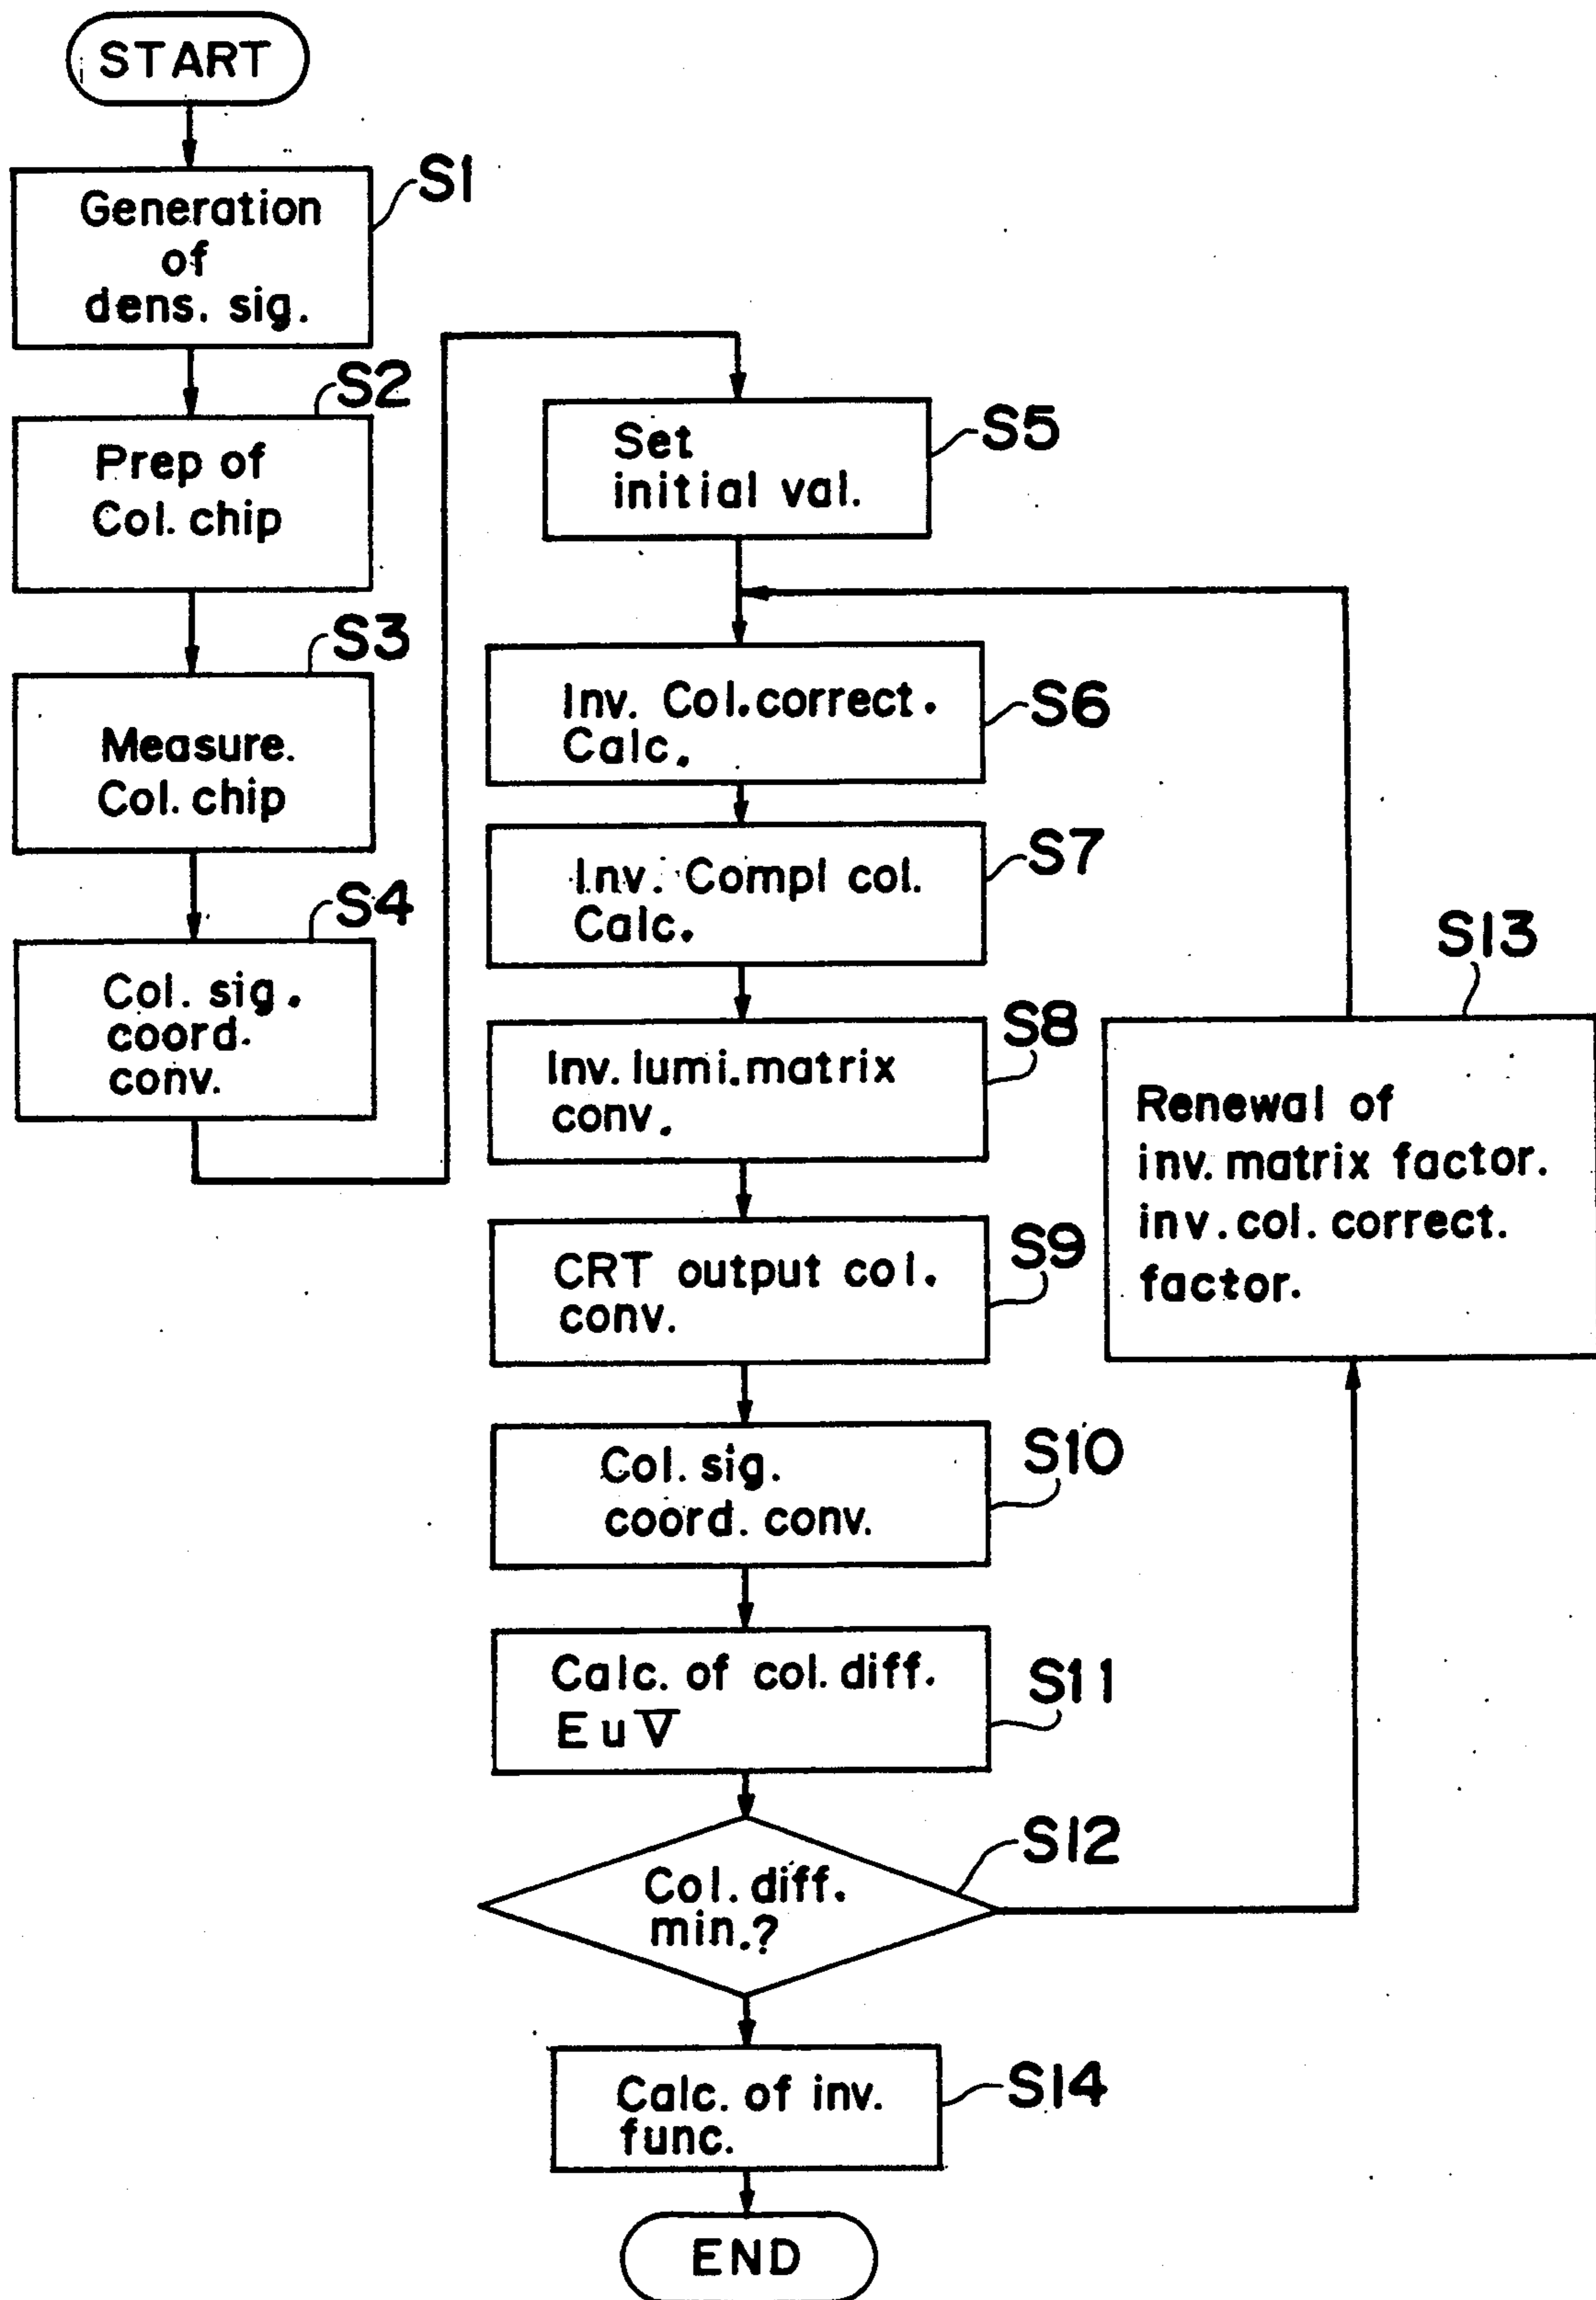 START
S1
Generation
of
dens. sig.
S2
Prep of
Col. chip
S3
Measure.
Col. chip
S4
Col. sig.
coord.
conv.
S5
Set
initial val.
S6
Inv. Col. correct.
Calc.
S7
Inv. Compl col.
Calc.
S8
Inv. lumi. matrix
conv.
S9
CRT output col.
conv.
S10
Col. sig.
coord. conv.
S11
Calc. of col. diff.
E u V̅
S12
Col. diff.
min.?
S13
Renewal of
inv. matrix factor.
inv. col. correct.
factor.
S14
Calc. of inv.
func.
END